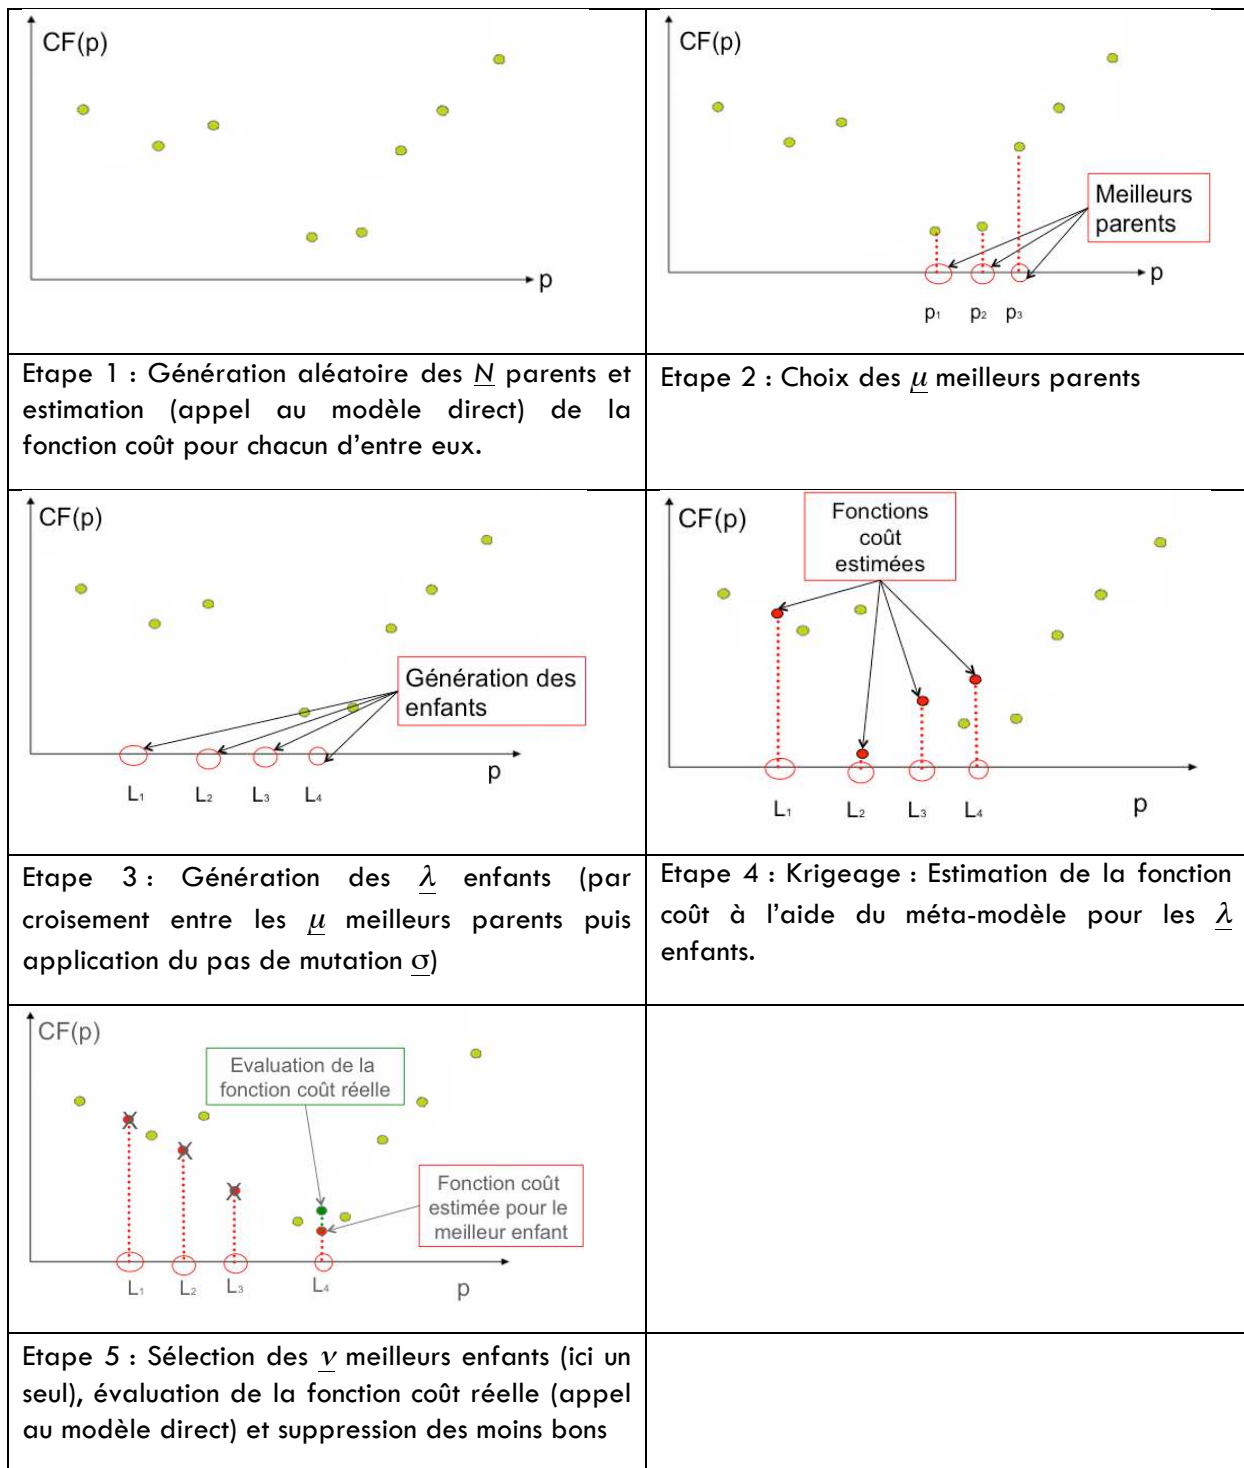 CF(p)
p
CF(p)
Meilleurs
parents
p
p₁ p₂ p₃
Etape 1 : Génération aléatoire des N parents et
estimation (appel au modèle direct) de la
fonction coût pour chacun d'entre eux.
Etape 2 : Choix des μ meilleurs parents
CF(p)
Génération des
enfants
p
L₁ L₂ L₃ L₄
CF(p)
Fonctions
coût
estimées
L₁ L₂ L₃ L₄ p
Etape 3 : Génération des λ enfants (par
croisement entre les μ meilleurs parents puis
application du pas de mutation σ)
Etape 4 : Krigeage : Estimation de la fonction
coût à l'aide du méta-modèle pour les λ
enfants.
CF(p)
Evaluation de la
fonction coût réelle
Fonction coût
estimée pour le
meilleur enfant
L₁ L₂ L₃ L₄ p
Etape 5 : Sélection des ν meilleurs enfants (ici un
seul), évaluation de la fonction coût réelle (appel
au modèle direct) et suppression des moins bons